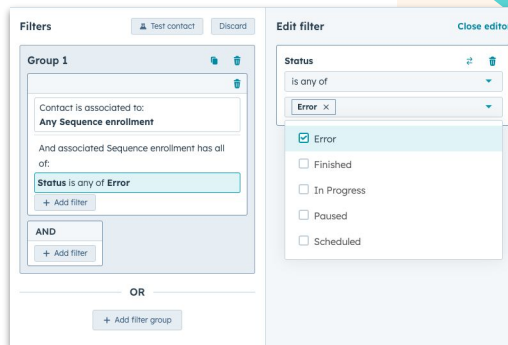 Filters
Test contact
Discard
Group 1
Contact is associated to:
Any Sequence enrollment
And associated Sequence enrollment has all
of:
Status is any of Error
+ Add filter
AND
+ Add filter
OR
+ Add filter group
Edit filter
Close editor
Status
is any of
Error ×
Error
Finished
In Progress
Paused
Scheduled